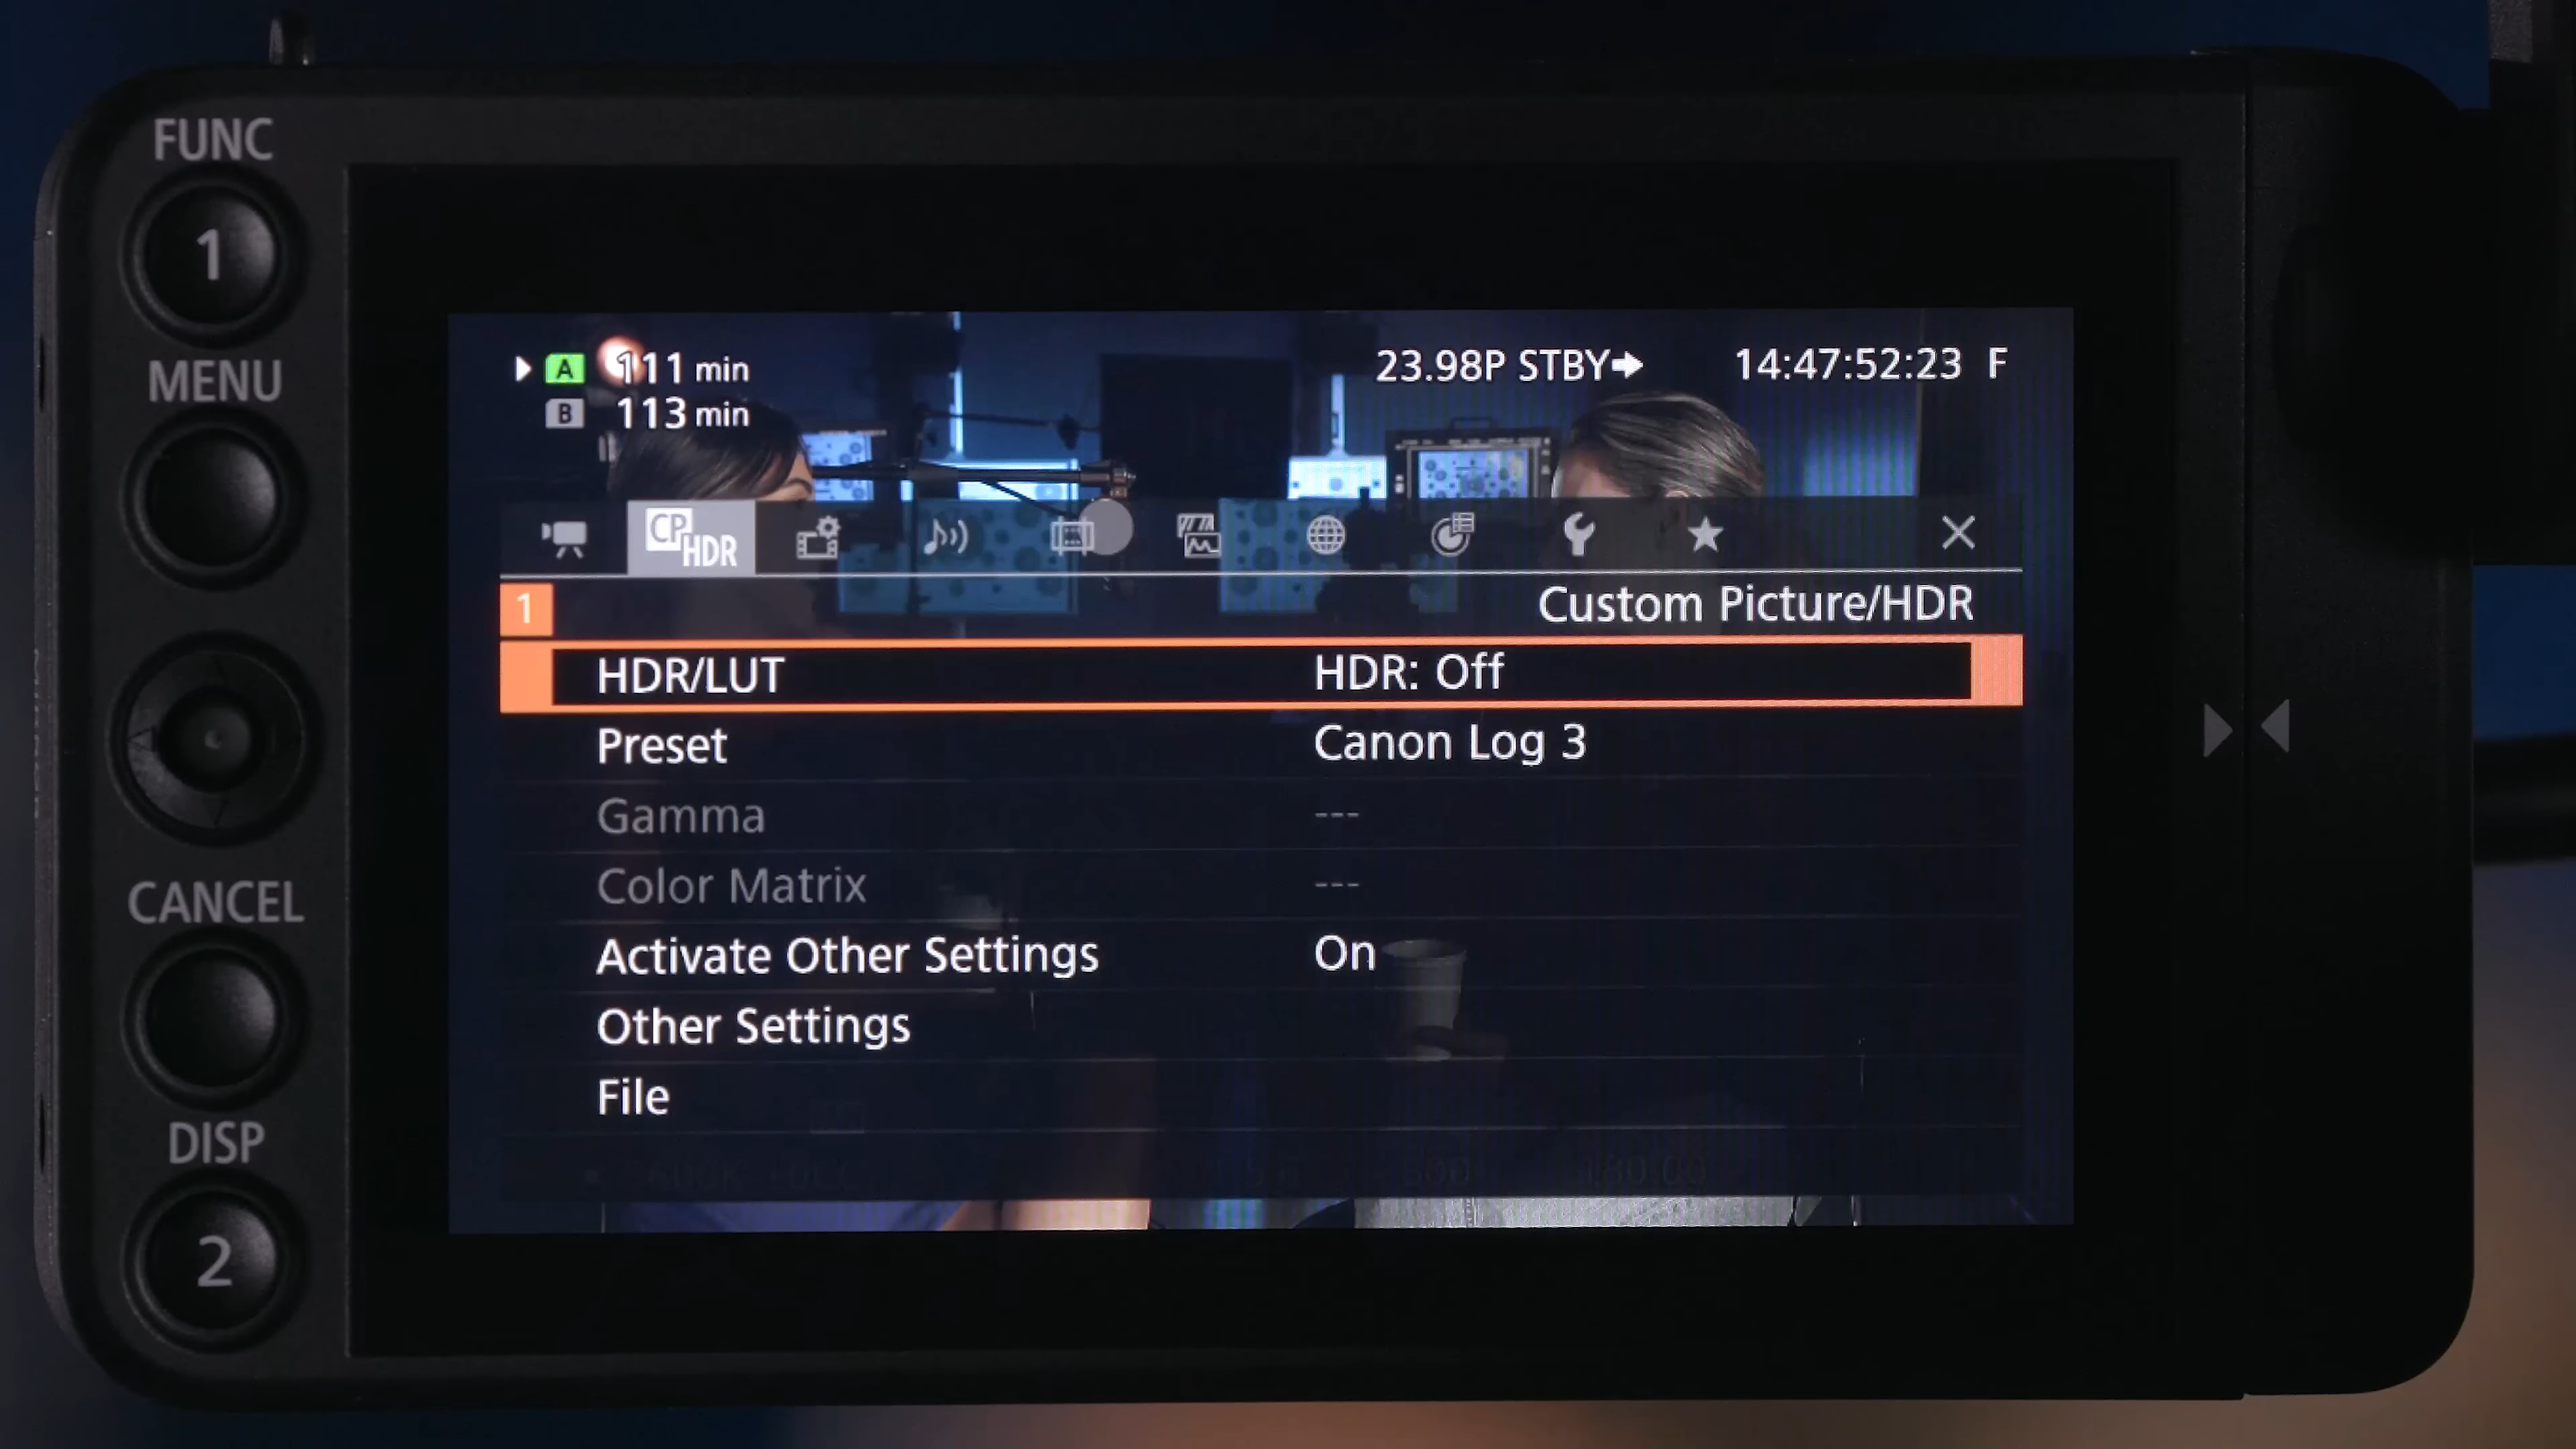 FUNC
1
MENU
CANCEL
DISP
2
A 111 min
B 113 min
23.98P STBY
14:47:52:23 F
CP HDR
1
Custom Picture/HDR
HDR/LUT HDR: Off
Preset Canon Log 3
Gamma ---
Color Matrix ---
Activate Other Settings On
Other Settings
File